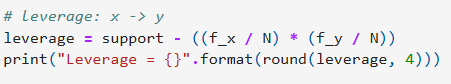 # leverage: x -> y
leverage = support - ((f_x / N) * (f_y / N))
print("Leverage = {}".format(round(leverage, 4)))